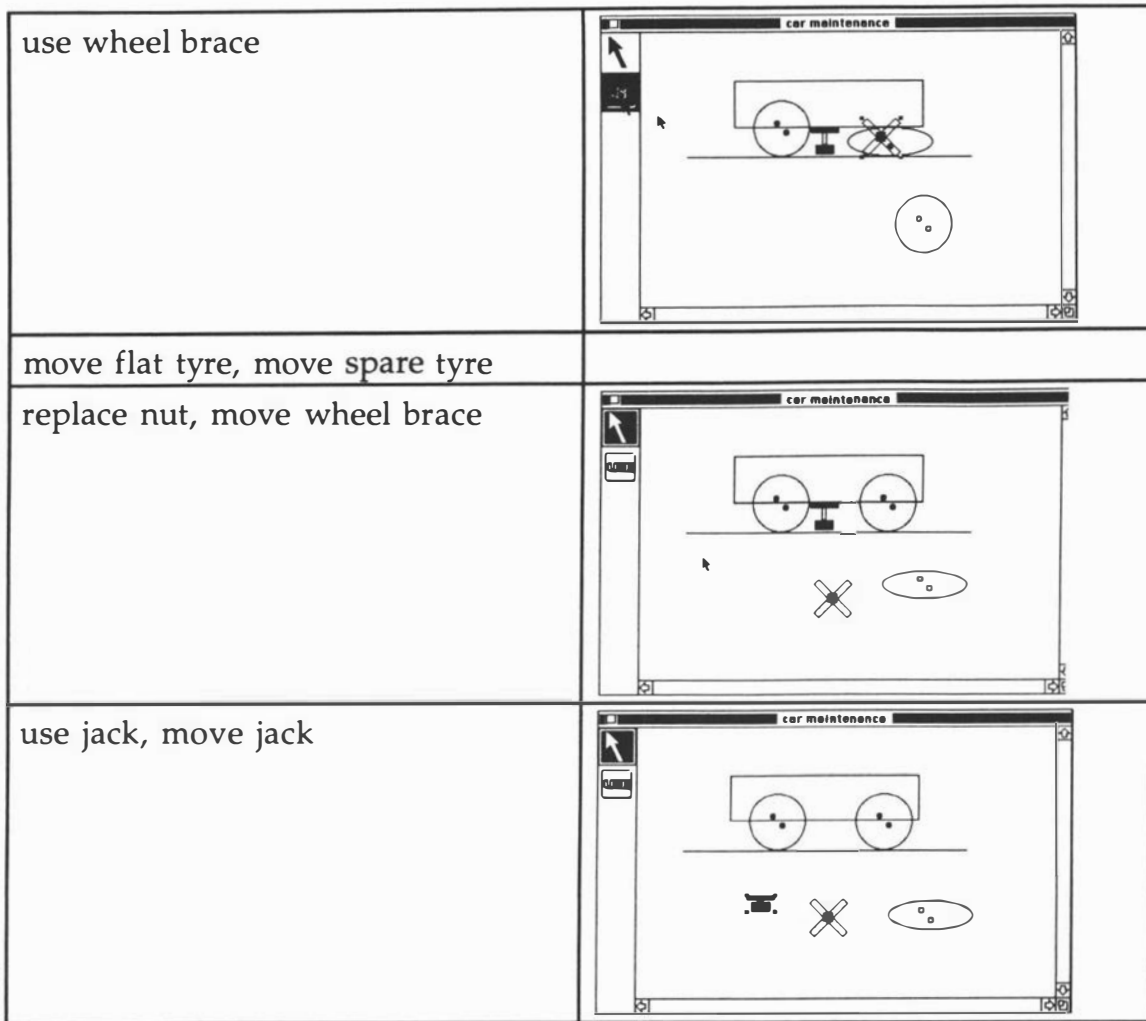 use wheel brace
car maintenance
move flat tyre, move spare tyre
replace nut, move wheel brace
car maintenance
use jack, move jack
car maintenance